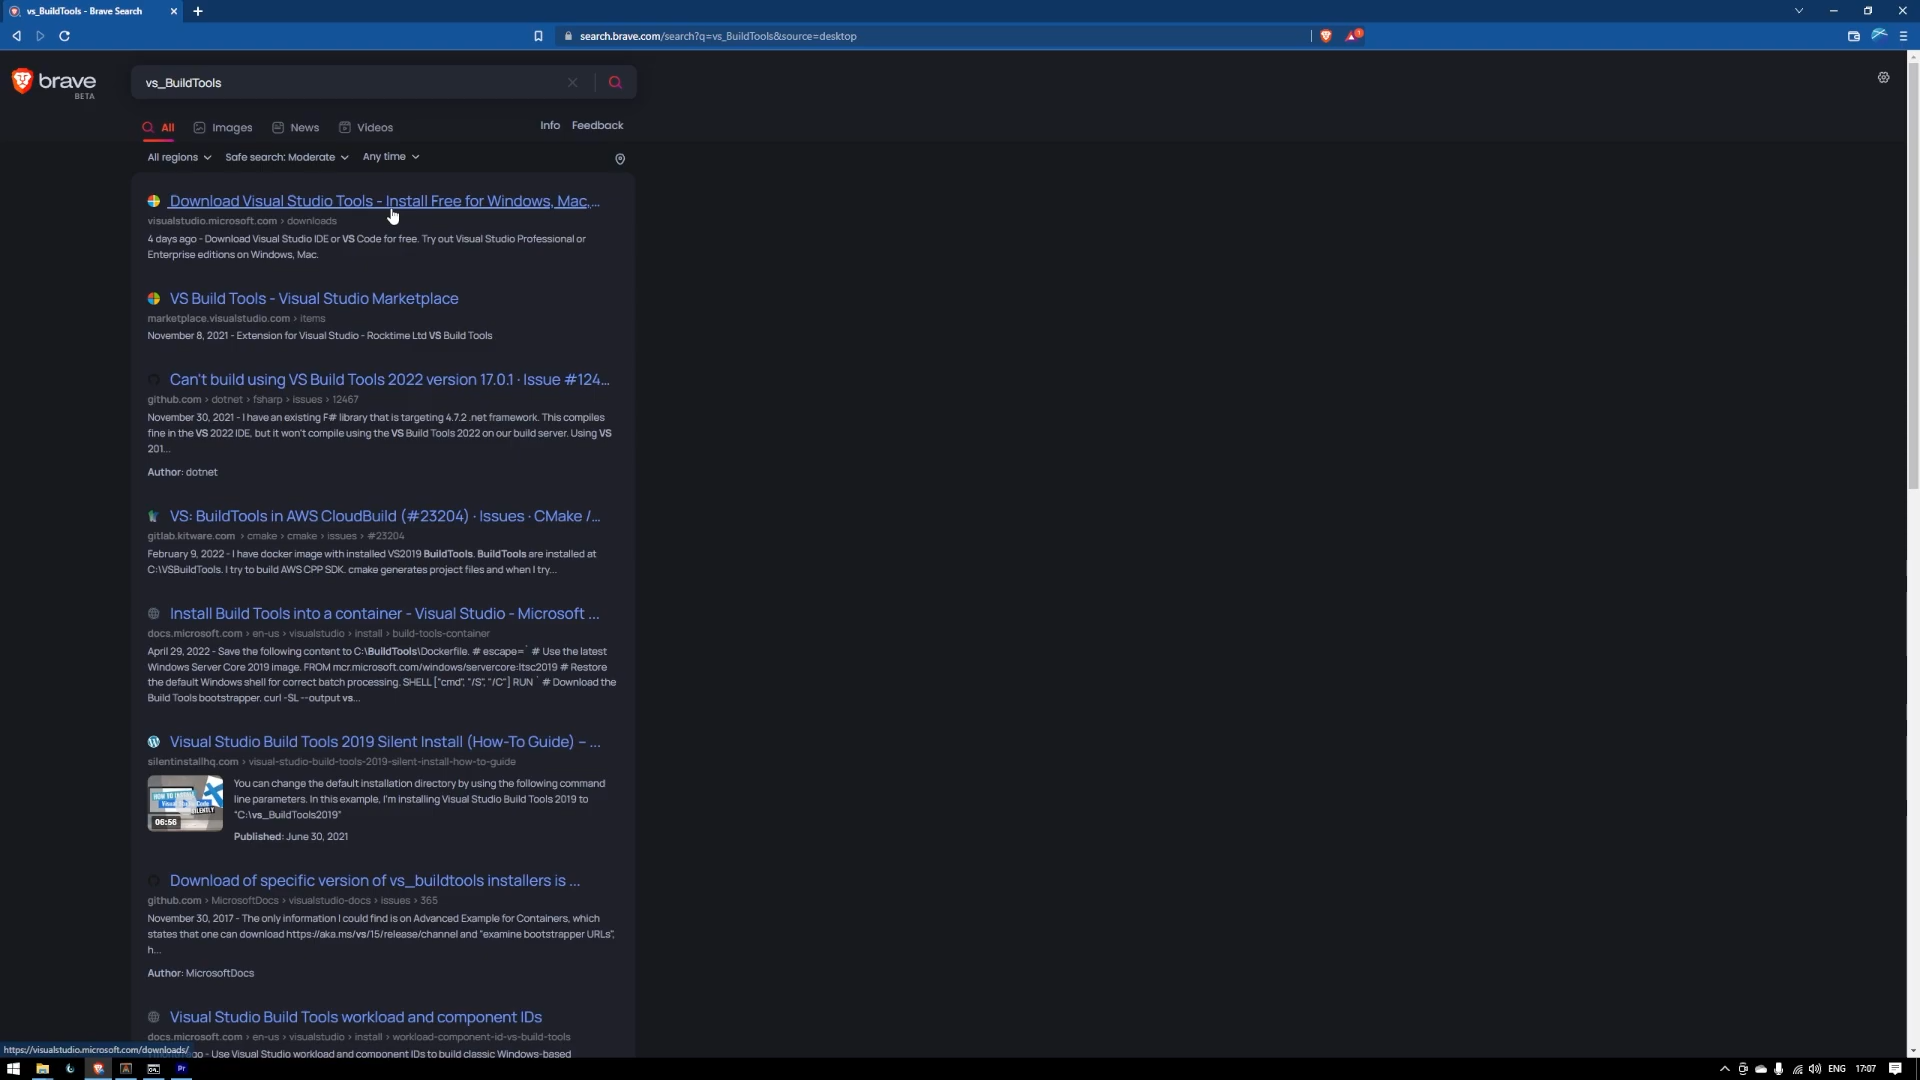 vs_BuildTools - Brave Search
search.brave.com/search?q=vs_BuildTools&source=desktop
brave
BETA
vs_BuildTools
All Images News Videos Info Feedback
All regions Safe search: Moderate Any time
Download Visual Studio Tools - Install Free for Windows, Mac,...
visualstudio.microsoft.com › downloads
4 days ago - Download Visual Studio IDE or VS Code for free. Try out Visual Studio Professional or
Enterprise editions on Windows, Mac.
VS Build Tools - Visual Studio Marketplace
marketplace.visualstudio.com › items
November 8, 2021 - Extension for Visual Studio - Rocktime Ltd VS Build Tools
Can't build using VS Build Tools 2022 version 17.0.1 · Issue #124...
github.com › dotnet › fsharp › issues › 12467
November 30, 2021 - I have an existing F# library that is targeting 4.7.2 .net framework. This compiles
fine in the VS 2022 IDE, but it won't compile using the VS Build Tools 2022 on our build server. Using VS
201...
Author: dotnet
VS: BuildTools in AWS CloudBuild (#23204) · Issues · CMake /...
gitlab.kitware.com › cmake › cmake › issues › #23204
February 9, 2022 - I have docker image with installed VS2019 BuildTools. BuildTools are installed at
C:\VSBuildTools. I try to build AWS CPP SDK. cmake generates project files and when I try...
Install Build Tools into a container - Visual Studio - Microsoft ...
docs.microsoft.com › en-us › visualstudio › install › build-tools-container
April 29, 2022 - Save the following content to C:\BuildTools\Dockerfile. # escape=` # Use the latest
Windows Server Core 2019 image. FROM mcr.microsoft.com/windows/servercore:ltsc2019 # Restore
the default Windows shell for correct batch processing. SHELL ["cmd", "/S", "/C"] RUN ` # Download the
Build Tools bootstrapper. curl -SL --output vs...
Visual Studio Build Tools 2019 Silent Install (How-To Guide) – ...
silentinstallhq.com › visual-studio-build-tools-2019-silent-install-how-to-guide
You can change the default installation directory by using the following command
line parameters. In this example, I'm installing Visual Studio Build Tools 2019 to
"C:\vs_BuildTools2019"
06:56
Published: June 30, 2021
Download of specific version of vs_buildtools installers is ...
github.com › MicrosoftDocs › visualstudio-docs › issues › 365
November 30, 2017 - The only information I could find is on Advanced Example for Containers, which
states that one can download https://aka.ms/vs/15/release/channel and "examine bootstrapper URLs",
h...
Author: MicrosoftDocs
Visual Studio Build Tools workload and component IDs
docs.microsoft.com › en-us › visualstudio › install › workload-component-id-vs-build-tools
https://visualstudio.microsoft.com/downloads/
- Use Visual Studio workload and component IDs to build classic Windows-based
Pr
ENG 17:07